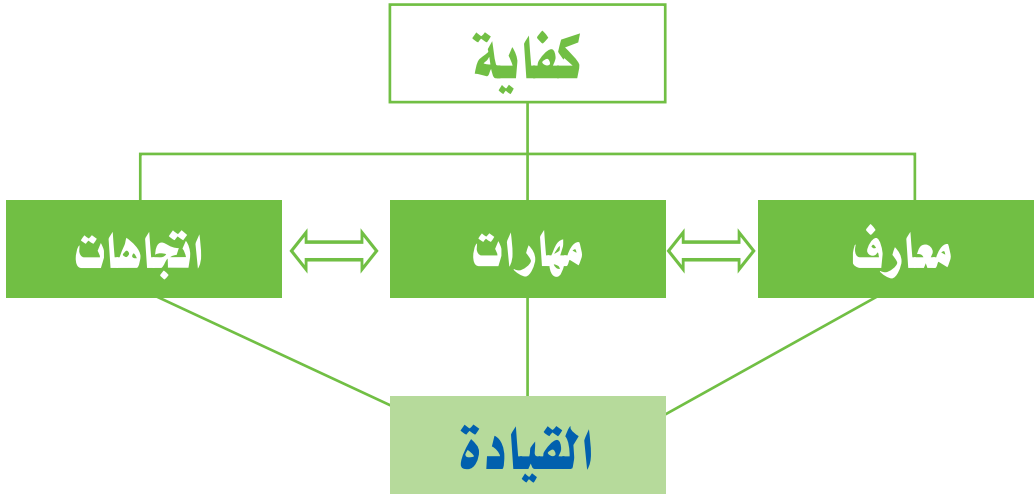 كفاية
معارف
مهارات
اتجاهات
القيادة